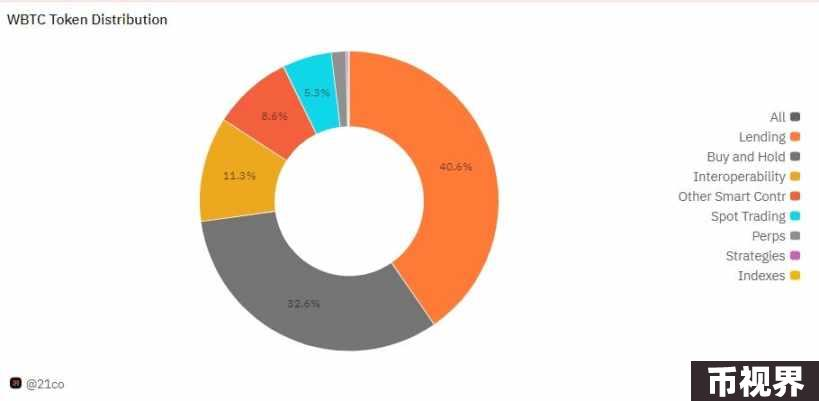 WBTC Token Distribution
5.3%
8.6%
40.6%
11.3%
32.6%
All
Lending
Buy and Hold
Interoperability
Other Smart Contr
Spot Trading
Perps
Strategies
Indexes
@21co
币视界